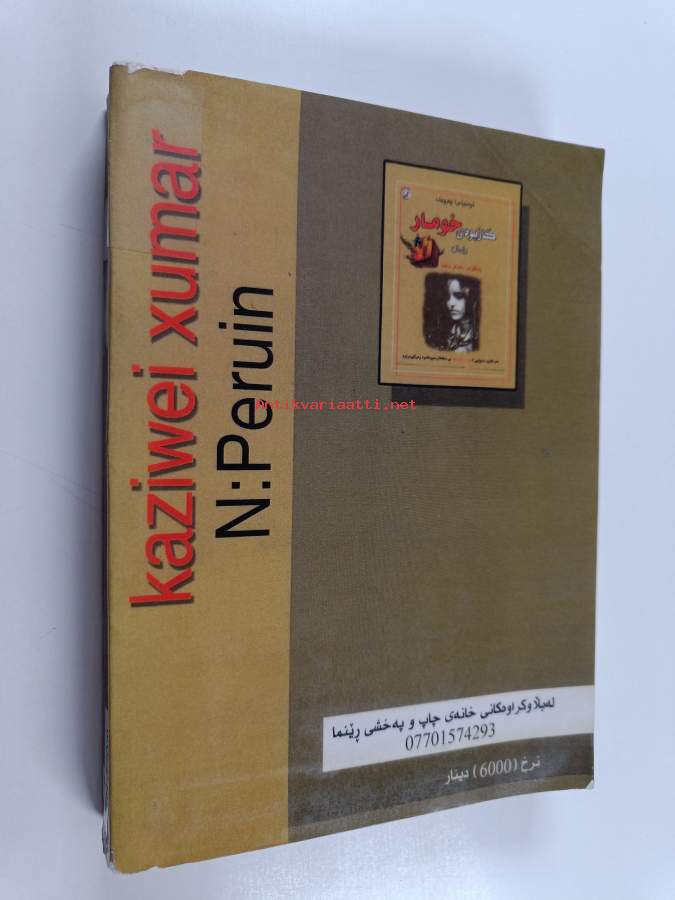 kaziwei xumar
N:Peruin
خومار
Antikvariaatti.net
لەبڵاوکراوەکانی خانەی چاپ و پەخشی ڕێنما
07701574293
نرخ (6000) دینار